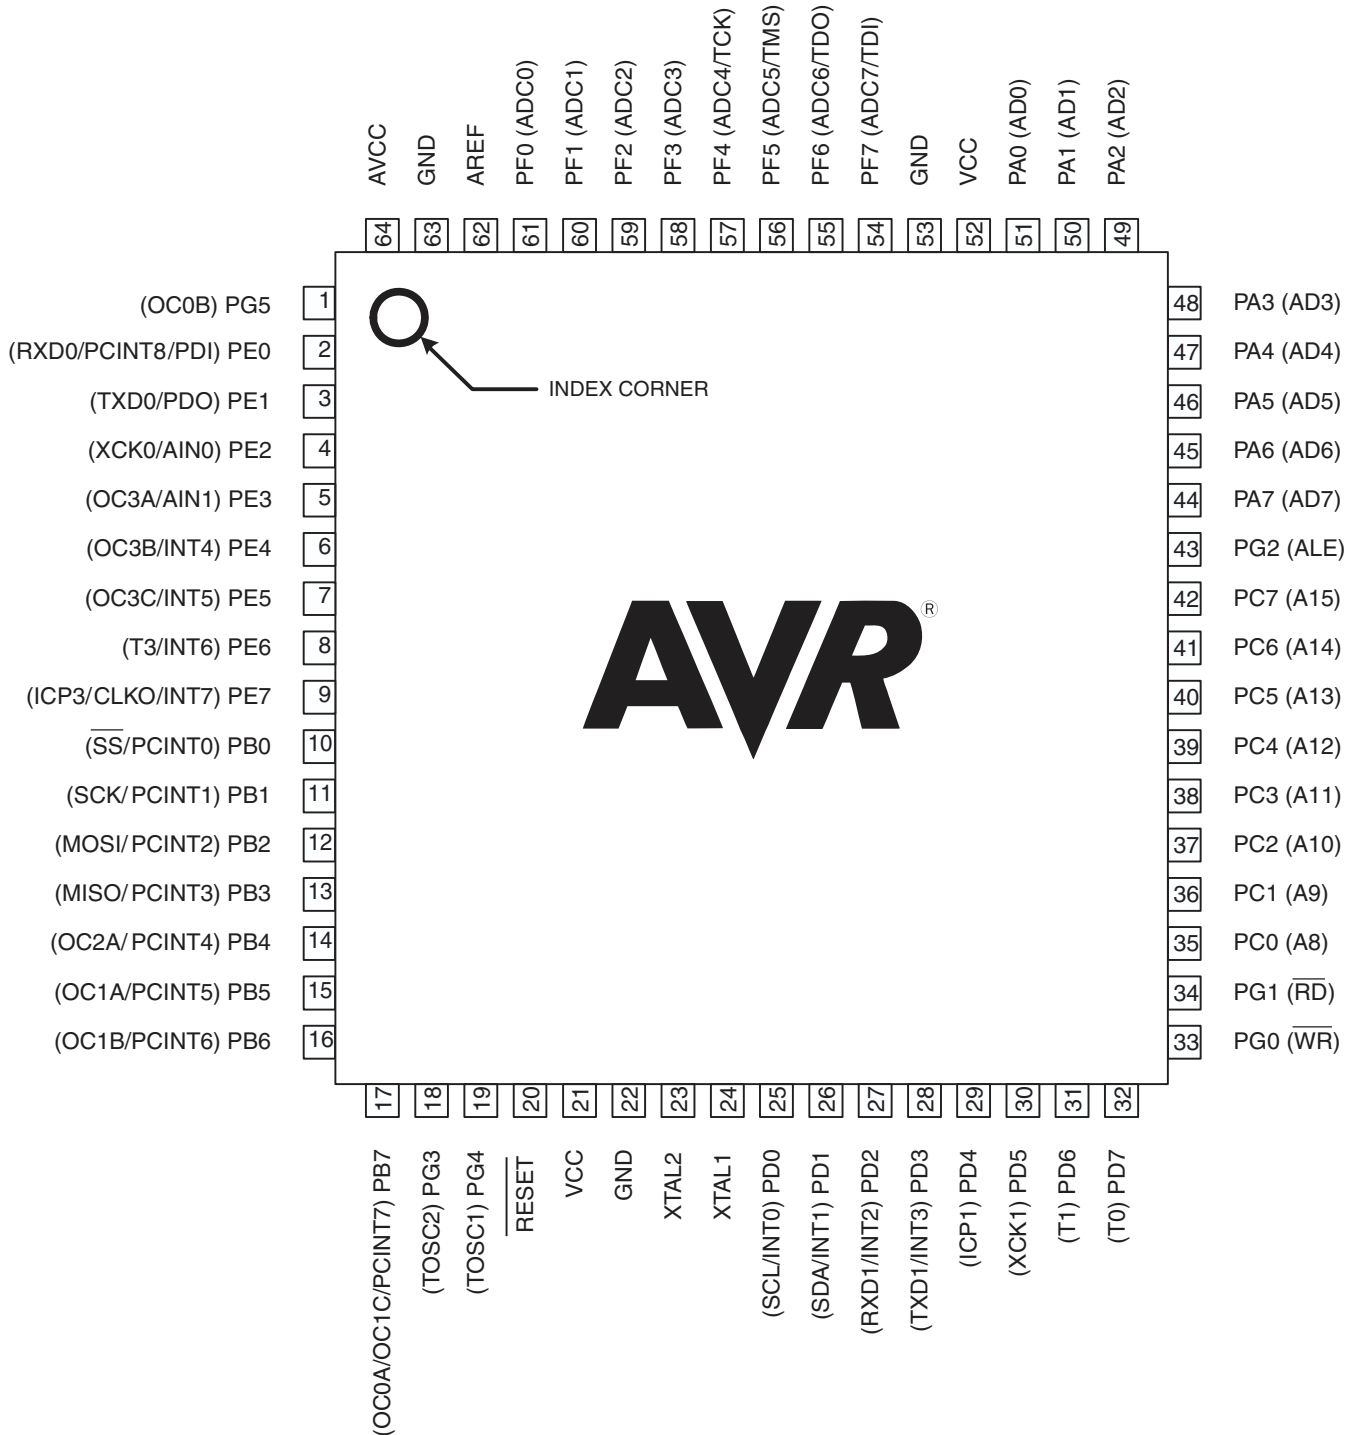 AVCC
GND
AREF
PF0 (ADC0)
PF1 (ADC1)
PF2 (ADC2)
PF3 (ADC3)
PF4 (ADC4/TCK)
PF5 (ADC5/TMS)
PF6 (ADC6/TDO)
PF7 (ADC7/TDI)
GND
VCC
PA0 (AD0)
PA1 (AD1)
PA2 (AD2)
64
63
62
61
60
59
58
57
56
55
54
53
52
51
50
49
(OC0B) PG5 1
(RXD0/PCINT8/PDI) PE0 2
(TXD0/PDO) PE1 3
(XCK0/AIN0) PE2 4
(OC3A/AIN1) PE3 5
(OC3B/INT4) PE4 6
(OC3C/INT5) PE5 7
(T3/INT6) PE6 8
(ICP3/CLKO/INT7) PE7 9
(SS/PCINT0) PB0 10
(SCK/PCINT1) PB1 11
(MOSI/PCINT2) PB2 12
(MISO/PCINT3) PB3 13
(OC2A/PCINT4) PB4 14
(OC1A/PCINT5) PB5 15
(OC1B/PCINT6) PB6 16
INDEX CORNER
AVR®
48 PA3 (AD3)
47 PA4 (AD4)
46 PA5 (AD5)
45 PA6 (AD6)
44 PA7 (AD7)
43 PG2 (ALE)
42 PC7 (A15)
41 PC6 (A14)
40 PC5 (A13)
39 PC4 (A12)
38 PC3 (A11)
37 PC2 (A10)
36 PC1 (A9)
35 PC0 (A8)
34 PG1 (RD)
33 PG0 (WR)
17
18
19
20
21
22
23
24
25
26
27
28
29
30
31
32
(OC0A/OC1C/PCINT7) PB7
(TOSC2) PG3
(TOSC1) PG4
RESET
VCC
GND
XTAL2
XTAL1
(SCL/INT0) PD0
(SDA/INT1) PD1
(RXD1/INT2) PD2
(TXD1/INT3) PD3
(ICP1) PD4
(XCK1) PD5
(T1) PD6
(T0) PD7